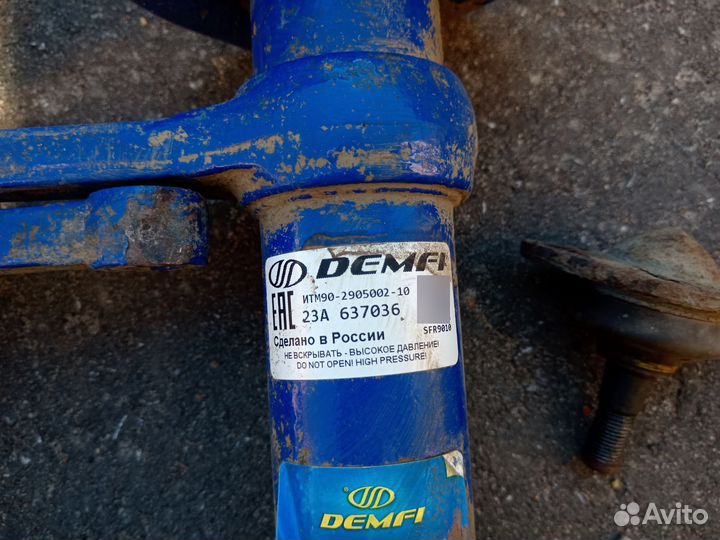 DEMFI
EAC
ИТМ90-2905002-10
23А 637036
SFR9010
Сделано в России
НЕ ВСКРЫВАТЬ - ВЫСОКОЕ ДАВЛЕНИЕ!
DO NOT OPEN! HIGH PRESSURE!
DEMFI
Avito